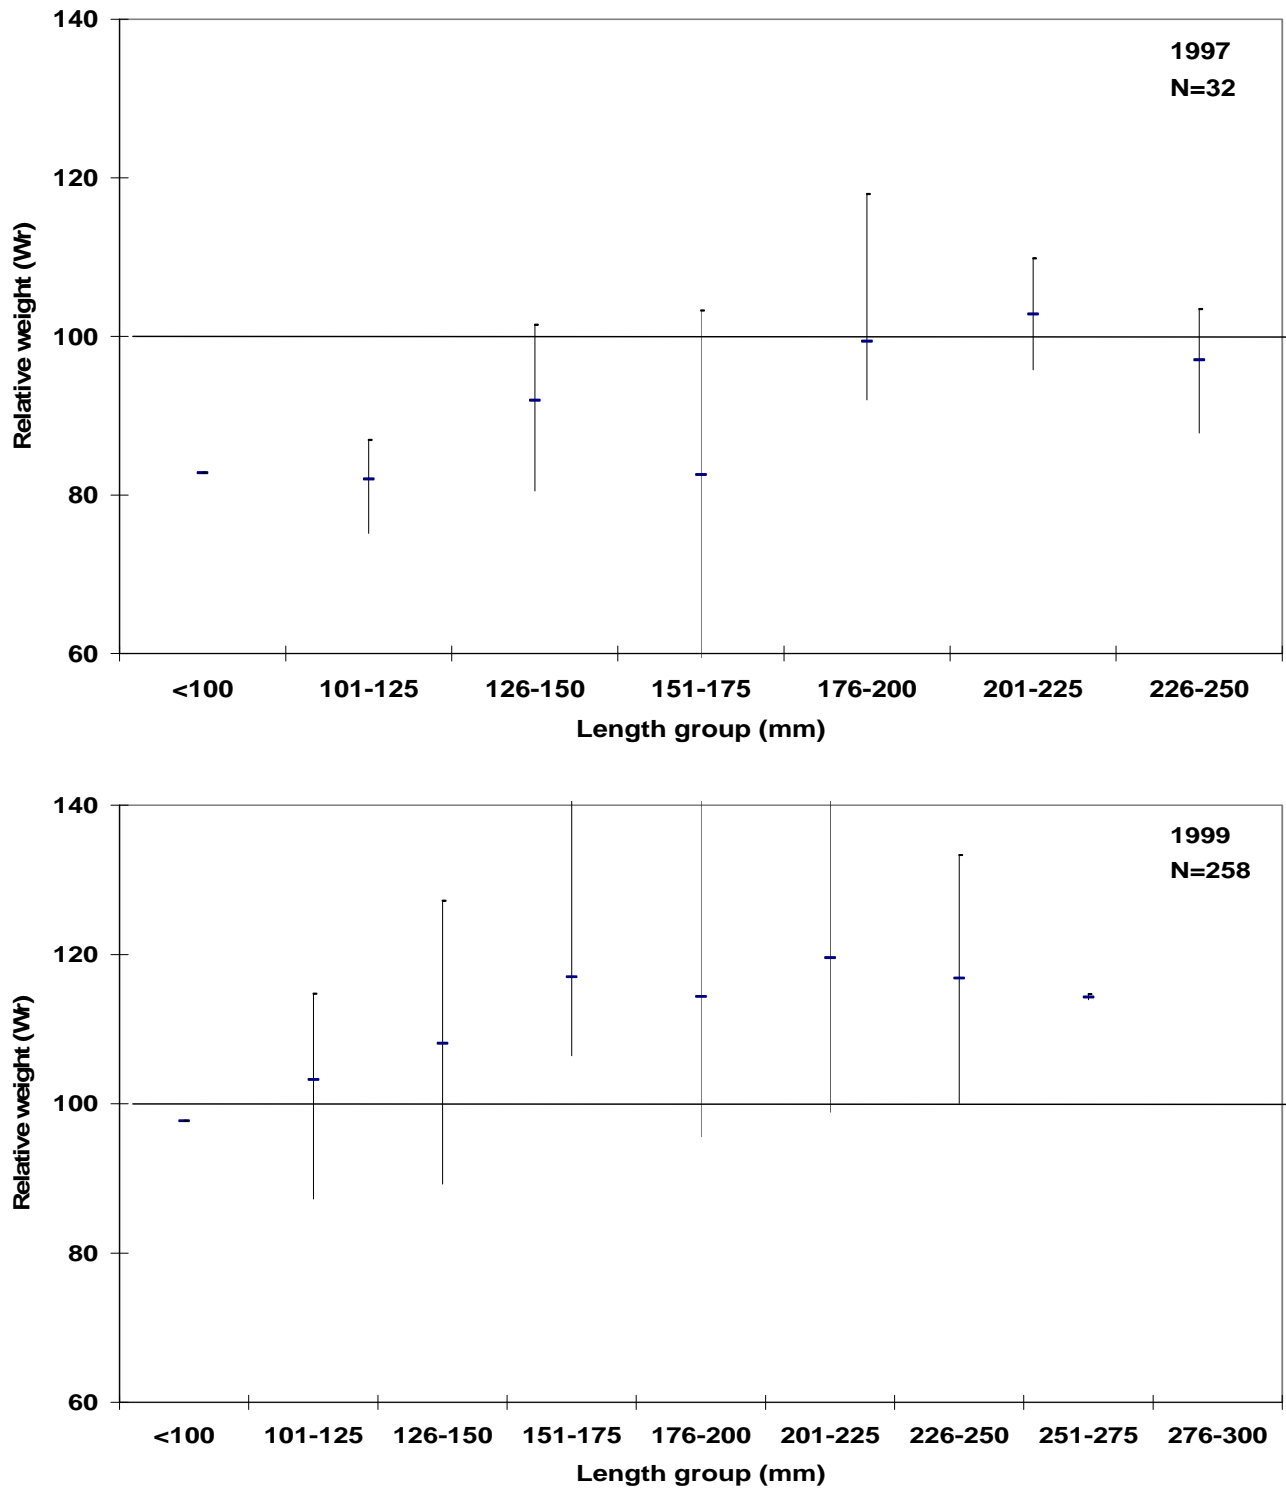 140
1997
N=32
120
100
80
60
Relative weight (Wr)
<100 101-125 126-150 151-175 176-200 201-225 226-250
Length group (mm)
140
1999
N=258
120
100
80
60
Relative weight (Wr)
<100 101-125 126-150 151-175 176-200 201-225 226-250 251-275 276-300
Length group (mm)